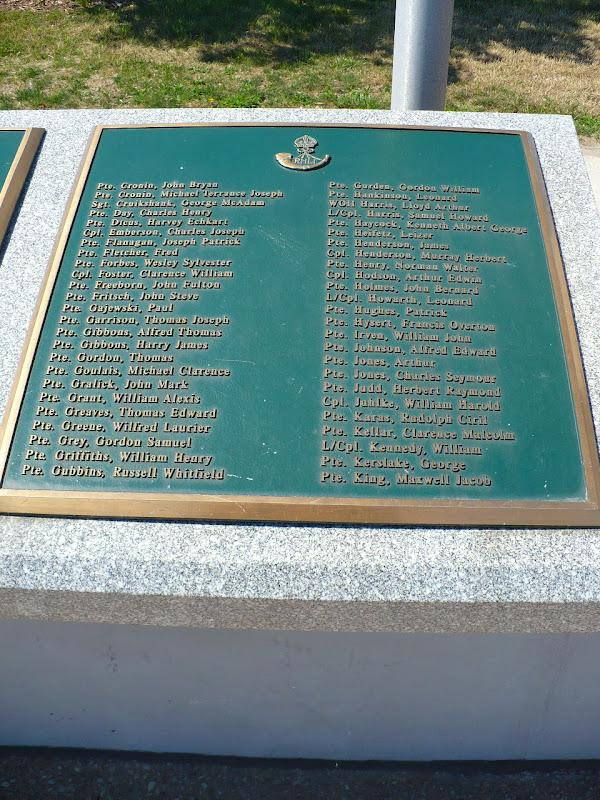 RHLI
Pte. Cronin, John Bryan
Pte. Cronin, Michael Terrance Joseph
Sgt. Cruikshank, George McAdam
Pte. Day, Charles Henry
Pte. Dicus, Harvey Echkart
Cpl. Emberson, Charles Joseph
Pte. Flanagan, Joseph Patrick
Pte. Fletcher, Fred
Pte. Forbes, Wesley Sylvester
Cpl. Foster, Clarence William
Pte. Freeborn, John Fulton
Pte. Fritsch, John Steve
Pte. Gajewski, Paul
Pte. Garrison, Thomas Joseph
Pte. Gibbons, Alfred Thomas
Pte. Gibbons, Harry James
Pte. Gordon, Thomas
Pte. Goulais, Michael Clarence
Pte. Gralick, John Mark
Pte. Grant, William Alexis
Pte. Greaves, Thomas Edward
Pte. Greene, Wilfred Laurier
Pte. Grey, Gordon Samuel
Pte. Griffiths, William Henry
Pte. Gubbins, Russell Whitfield
Pte. Gurden, Gordon William
Pte. Hankinson, Leonard
WOII Harris, Lloyd Arthur
L/Cpl. Harris, Samuel Howard
Pte. Haycock, Kenneth Albert George
Pte. Heifetz, Leizer
Pte. Henderson, James
Cpl. Henderson, Murray Herbert
Pte. Henry, Norman Walter
Cpl. Hodson, Arthur Edwin
Pte. Holmes, John Bernard
L/Cpl. Howarth, Leonard
Pte. Hughes, Patrick
Pte. Hysert, Francis Overton
Pte. Irven, William John
Pte. Johnson, Alfred Edward
Pte. Jones, Arthur
Pte. Jones, Charles Seymour
Pte. Judd, Herbert Raymond
Cpl. Juhlke, William Harold
Pte. Karas, Rudolph Ciril
Pte. Kellar, Clarence Malcolm
L/Cpl. Kennedy, William
Pte. Kerslake, George
Pte. King, Maxwell Jacob